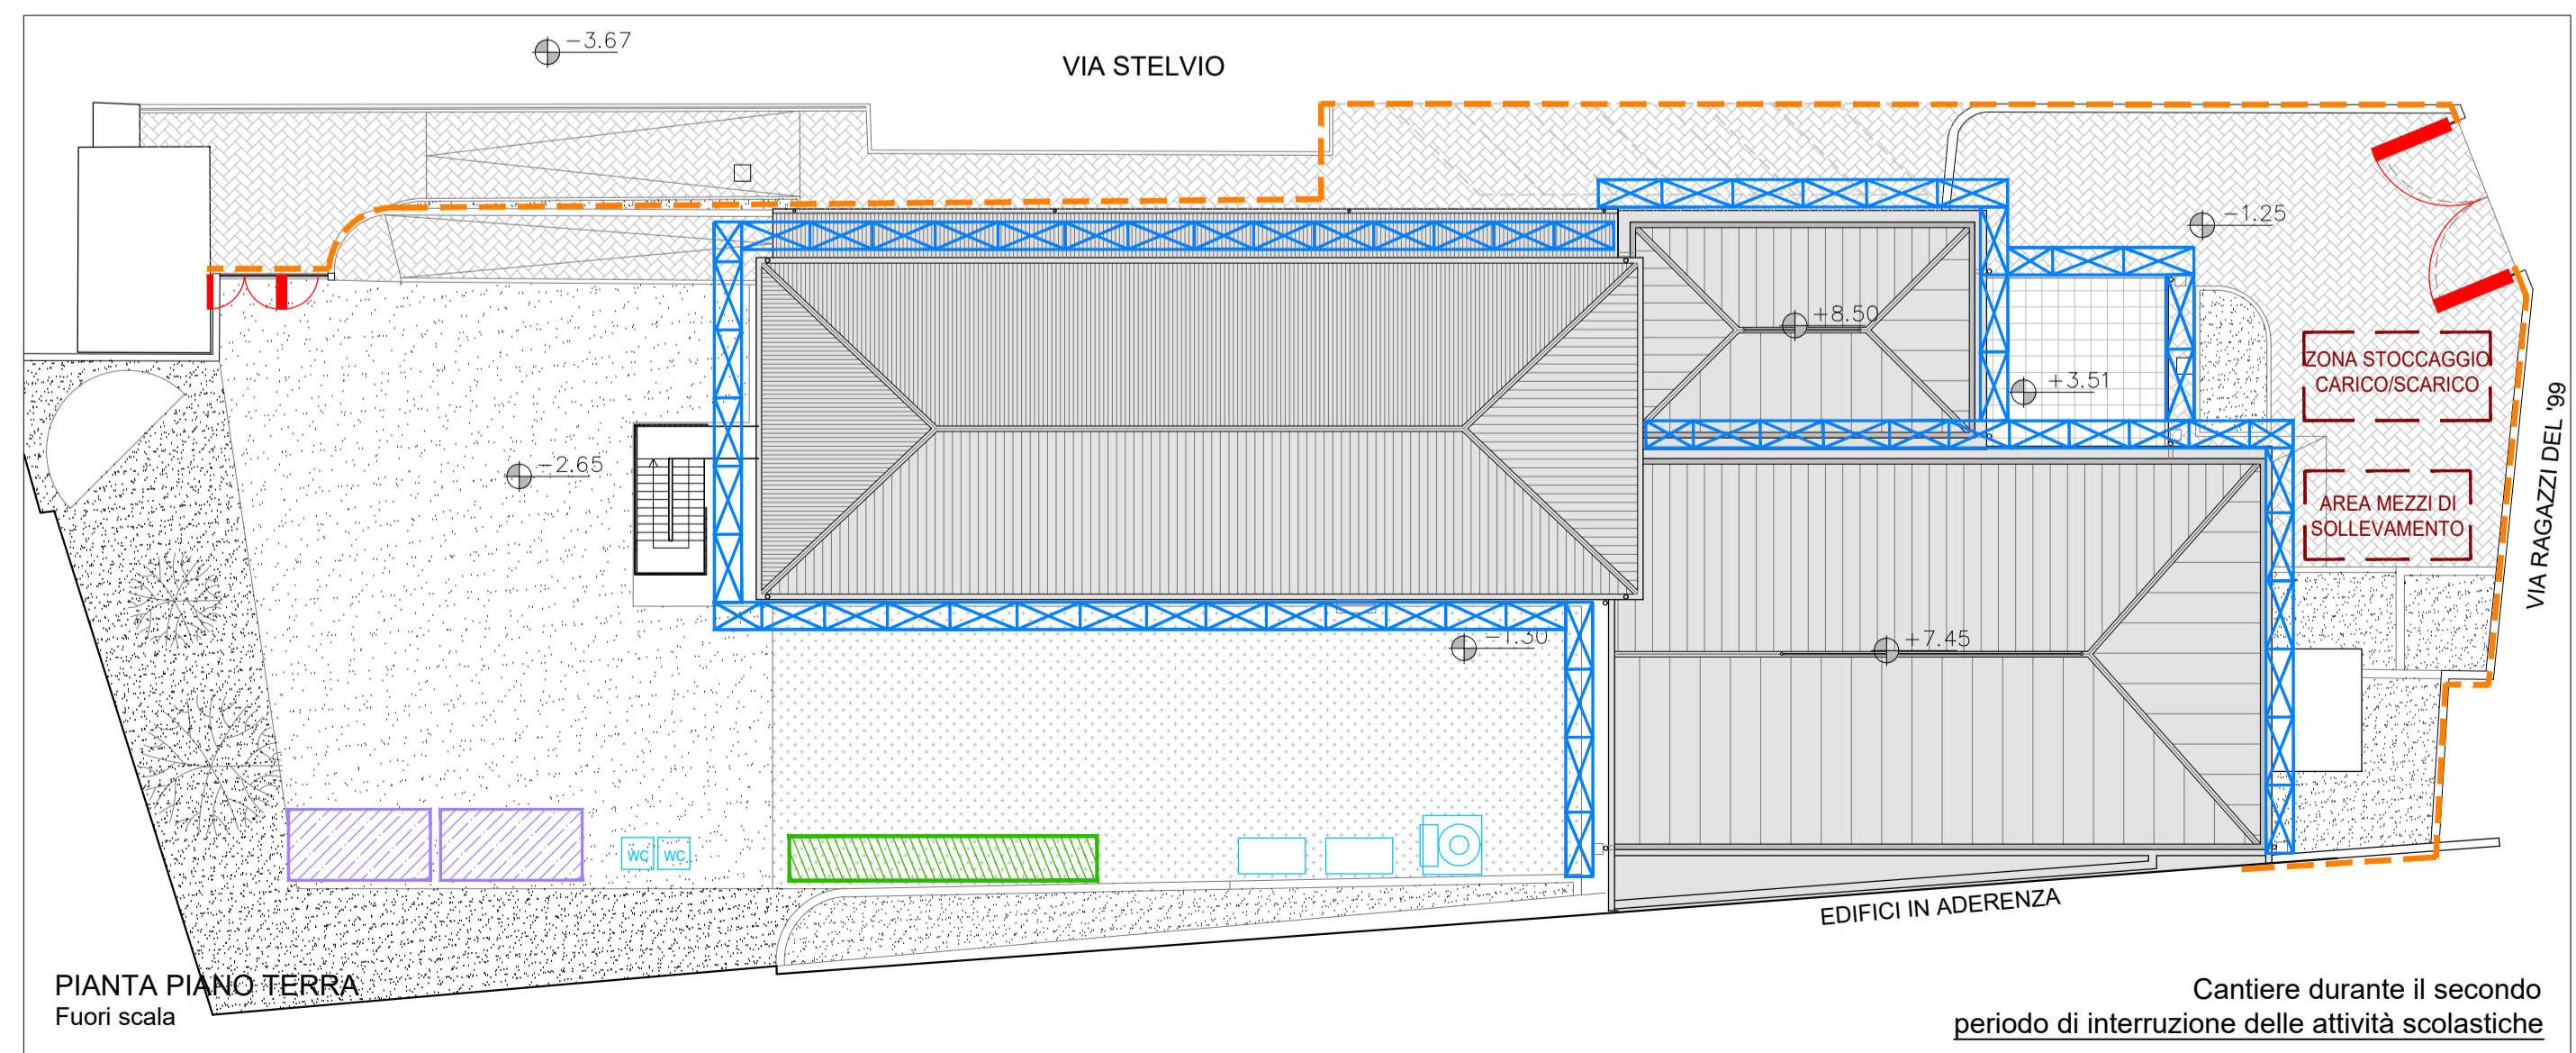 -3.67
VIA STELVIO
-1.25
+8.50
ZONA STOCCAGGIO
CARICO/SCARICO
+3.51
VIA RAGAZZI DEL '99
-2.65
AREA MEZZI DI
SOLLEVAMENTO
-1.30
+7.45
WC
WC
EDIFICI IN ADERENZA
PIANTA PIANO TERRA
Fuori scala
Cantiere durante il secondo
periodo di interruzione delle attività scolastiche